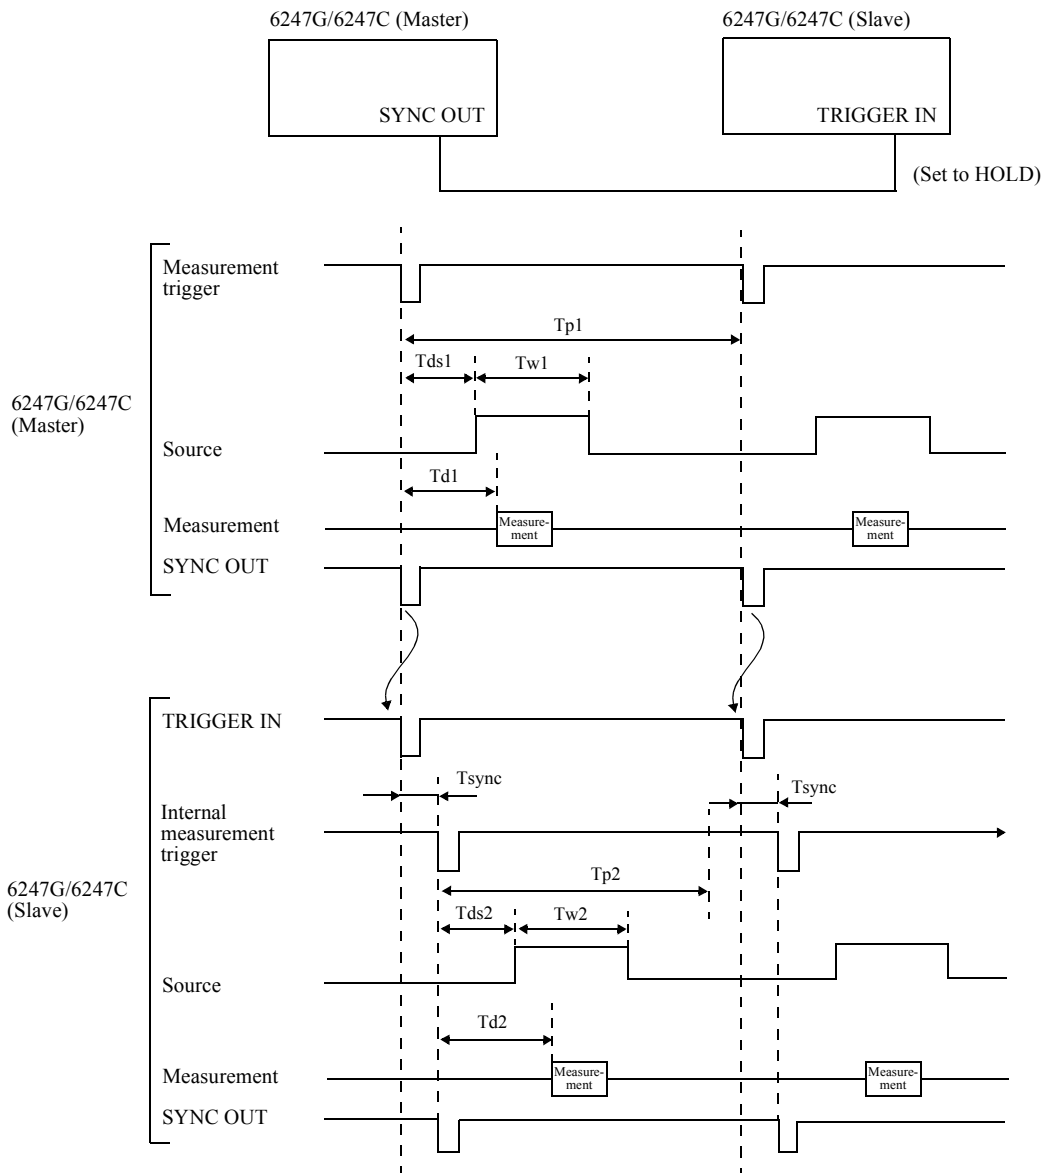 6247G/6247C (Master)
6247G/6247C (Slave)
SYNC OUT
TRIGGER IN
(Set to HOLD)
Measurement
trigger
Tp1
Tds1
Tw1
6247G/6247C
(Master)
Source
Td1
Measurement
Measure-
ment
Measure-
ment
SYNC OUT
TRIGGER IN
Tsync
Tsync
Internal
measurement
trigger
Tp2
6247G/6247C
(Slave)
Tds2
Tw2
Source
Td2
Measurement
Measure-
ment
Measure-
ment
SYNC OUT